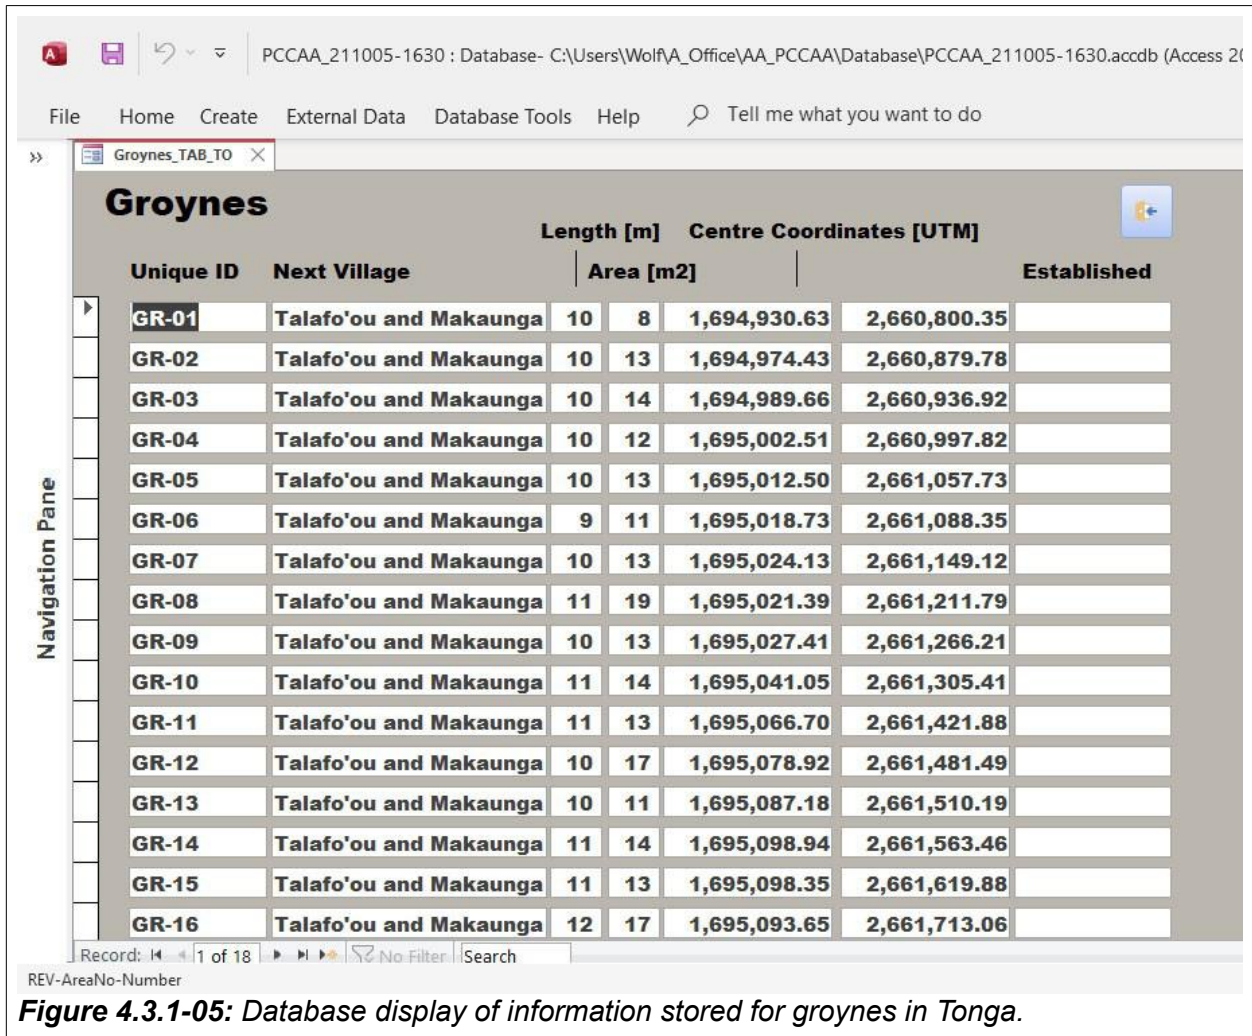 PCCAA_211005-1630 : Database- C:\Users\Wolf\A_Office\AA_PCCAA\Database\PCCAA_211005-1630.accdb (Access 20
File Home Create External Data Database Tools Help Tell me what you want to do
Groynes_TAB_TO
Groynes
Length [m] Centre Coordinates [UTM]
Unique ID Next Village Area [m2] Established
GR-01 Talafo'ou and Makaunga 10 8 1,694,930.63 2,660,800.35
GR-02 Talafo'ou and Makaunga 10 13 1,694,974.43 2,660,879.78
GR-03 Talafo'ou and Makaunga 10 14 1,694,989.66 2,660,936.92
GR-04 Talafo'ou and Makaunga 10 12 1,695,002.51 2,660,997.82
GR-05 Talafo'ou and Makaunga 10 13 1,695,012.50 2,661,057.73
GR-06 Talafo'ou and Makaunga 9 11 1,695,018.73 2,661,088.35
GR-07 Talafo'ou and Makaunga 10 13 1,695,024.13 2,661,149.12
GR-08 Talafo'ou and Makaunga 11 19 1,695,021.39 2,661,211.79
GR-09 Talafo'ou and Makaunga 10 13 1,695,027.41 2,661,266.21
GR-10 Talafo'ou and Makaunga 11 14 1,695,041.05 2,661,305.41
GR-11 Talafo'ou and Makaunga 11 13 1,695,066.70 2,661,421.88
GR-12 Talafo'ou and Makaunga 10 17 1,695,078.92 2,661,481.49
GR-13 Talafo'ou and Makaunga 10 11 1,695,087.18 2,661,510.19
GR-14 Talafo'ou and Makaunga 11 14 1,695,098.94 2,661,563.46
GR-15 Talafo'ou and Makaunga 11 13 1,695,098.35 2,661,619.88
GR-16 Talafo'ou and Makaunga 12 17 1,695,093.65 2,661,713.06
Navigation Pane
Record: 1 of 18 No Filter Search
REV-AreaNo-Number
Figure 4.3.1-05: Database display of information stored for groynes in Tonga.